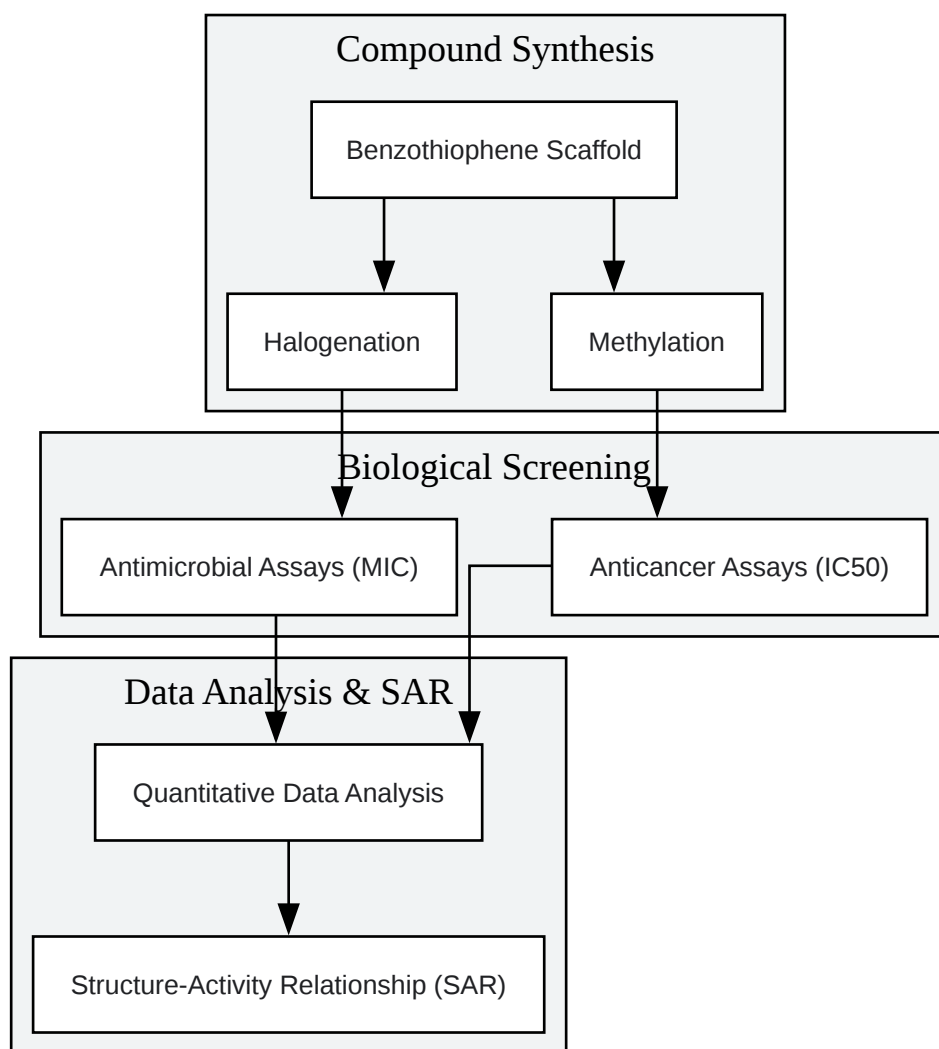 Compound Synthesis
Benzothiophene Scaffold
Halogenation
Methylation
Biological Screening
Antimicrobial Assays (MIC)
Anticancer Assays (IC50)
Data Analysis & SAR
Quantitative Data Analysis
Structure-Activity Relationship (SAR)